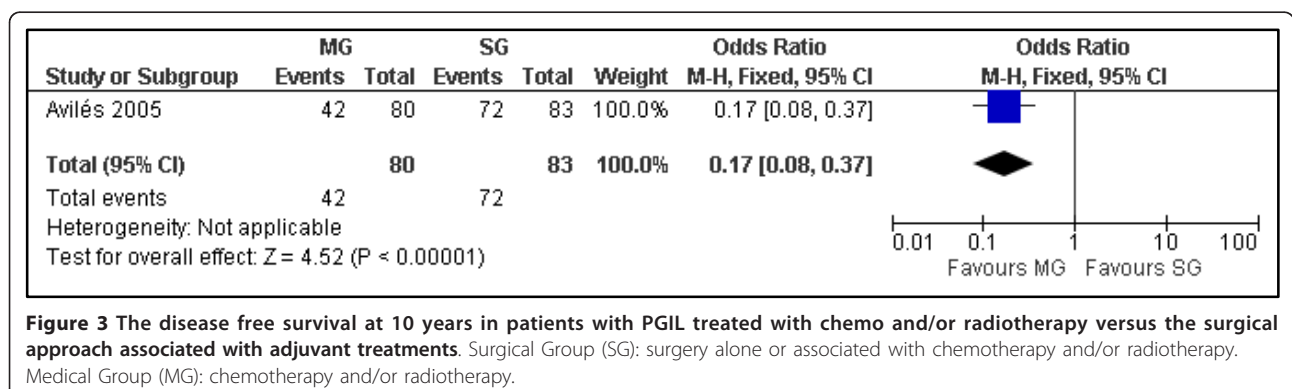 MG SG Odds Ratio Odds Ratio
Study or Subgroup Events Total Events Total Weight M-H, Fixed, 95% CI M-H, Fixed, 95% CI
Avilés 2005 42 80 72 83 100.0% 0.17 [0.08, 0.37]
Total (95% CI) 80 83 100.0% 0.17 [0.08, 0.37]
Total events 42 72
Heterogeneity: Not applicable
Test for overall effect: Z = 4.52 (P < 0.00001)
0.01 0.1 1 10 100
Favours MG Favours SG
Figure 3 The disease free survival at 10 years in patients with PGIL treated with chemo and/or radiotherapy versus the surgical
approach associated with adjuvant treatments. Surgical Group (SG): surgery alone or associated with chemotherapy and/or radiotherapy.
Medical Group (MG): chemotherapy and/or radiotherapy.